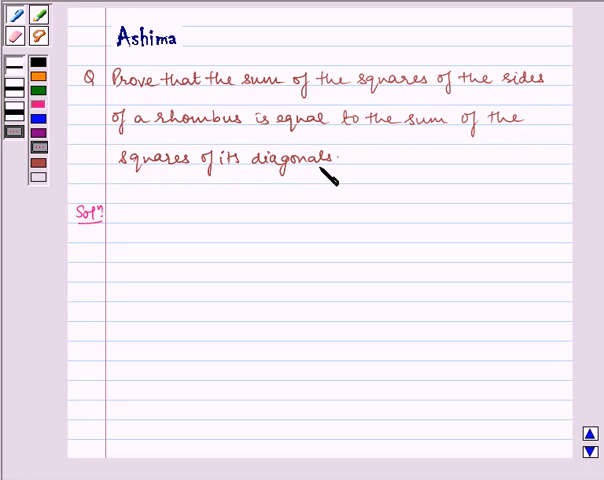 Ashima
Q Prove that the sum of the squares of the sides
of a rhombus is equal to the sum of the
squares of its diagonals.
Solⁿ: